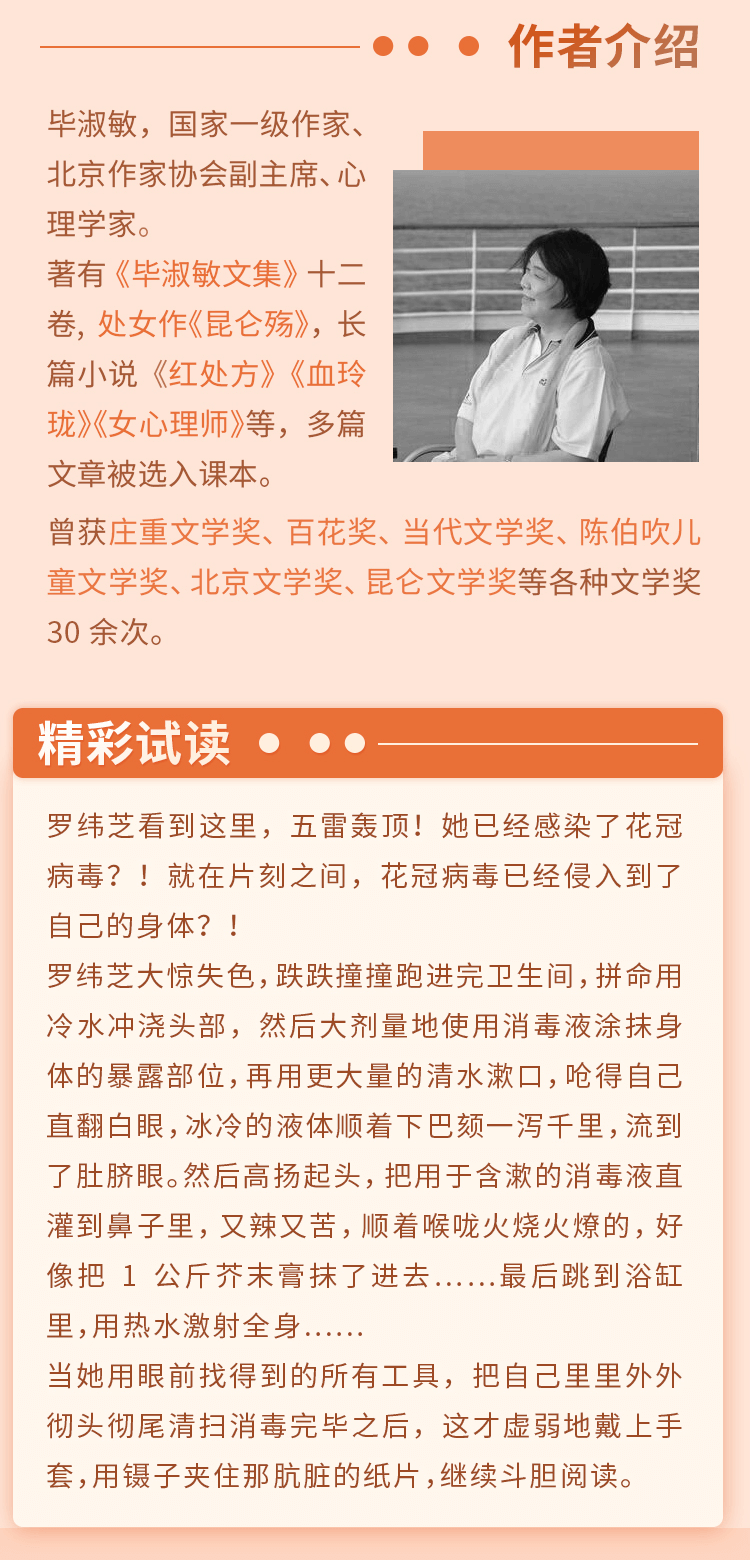 作者介绍
毕淑敏，国家一级作家、
北京作家协会副主席、心
理学家。
著有《毕淑敏文集》十二
卷, 处女作《昆仑殇》，长
篇小说《红处方》《血玲
珑》《女心理师》等，多篇
文章被选入课本。
曾获庄重文学奖、百花奖、当代文学奖、陈伯吹儿
童文学奖、北京文学奖、昆仑文学奖等各种文学奖
30 余次。
精彩试读
罗纬芝看到这里，五雷轰顶！她已经感染了花冠
病毒？！就在片刻之间，花冠病毒已经侵入到了
自己的身体？！
罗纬芝大惊失色，跌跌撞撞跑进完卫生间，拼命用
冷水冲浇头部，然后大剂量地使用消毒液涂抹身
体的暴露部位，再用更大量的清水漱口，呛得自己
直翻白眼，冰冷的液体顺着下巴颏一泻千里，流到
了肚脐眼。然后高扬起头，把用于含漱的消毒液直
灌到鼻子里，又辣又苦，顺着喉咙火烧火燎的，好
像把 1 公斤芥末膏抹了进去……最后跳到浴缸
里，用热水激射全身……
当她用眼前找得到的所有工具，把自己里里外外
彻头彻尾清扫消毒完毕之后，这才虚弱地戴上手
套，用镊子夹住那肮脏的纸片，继续斗胆阅读。